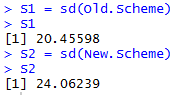 > S1 = sd(Old.Scheme)
> S1
[1] 20.45598
> S2 = sd(New.Scheme)
> S2
[1] 24.06239